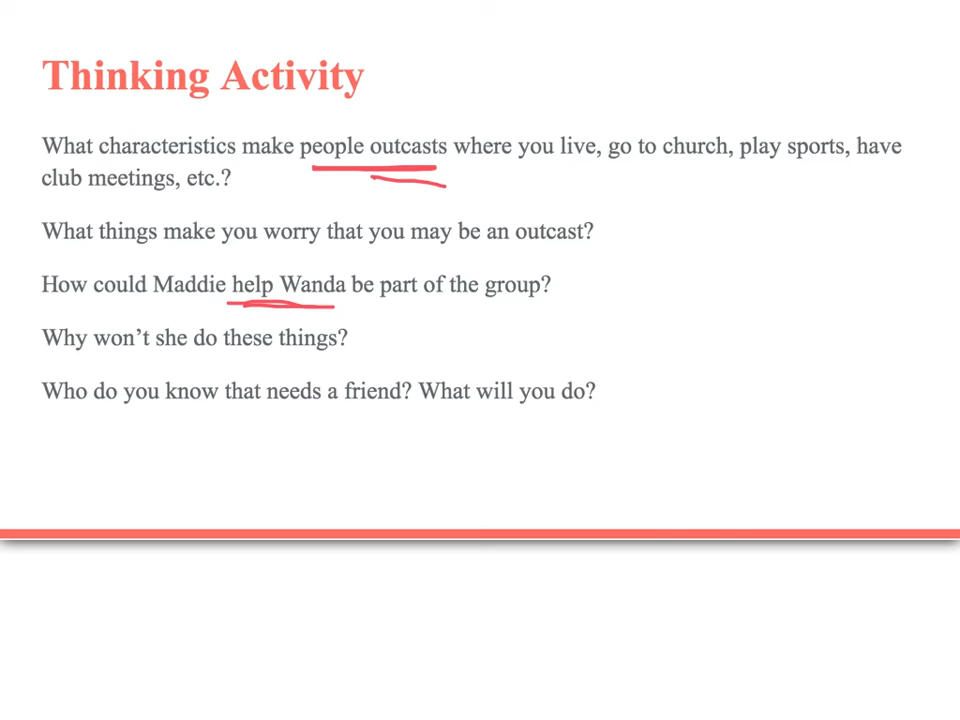 Thinking Activity
What characteristics make people outcasts where you live, go to church, play sports, have
club meetings, etc.?
What things make you worry that you may be an outcast?
How could Maddie help Wanda be part of the group?
Why won’t she do these things?
Who do you know that needs a friend? What will you do?